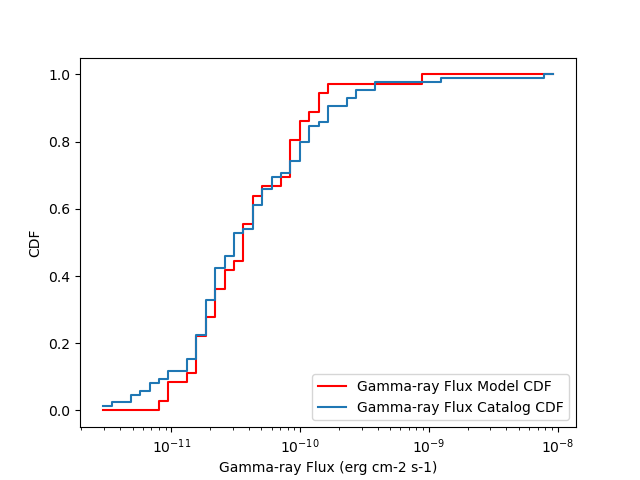 1.0
0.8
0.6
0.4
0.2
0.0
CDF
Gamma-ray Flux Model CDF
Gamma-ray Flux Catalog CDF
10⁻¹¹ 10⁻¹⁰ 10⁻⁹ 10⁻⁸
Gamma-ray Flux (erg cm-2 s-1)